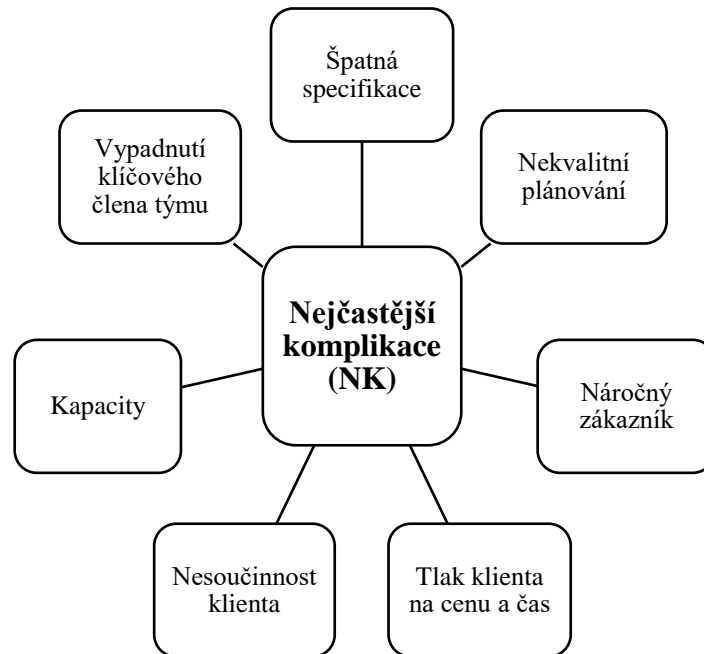 Špatná
specifikace
Vypadnutí
klíčového
člena týmu
Nekvalitní
plánování
Nejčastější
komplikace
(NK)
Kapacity
Náročný
zákazník
Nesoučinnost
klienta
Tlak klienta
na cenu a čas